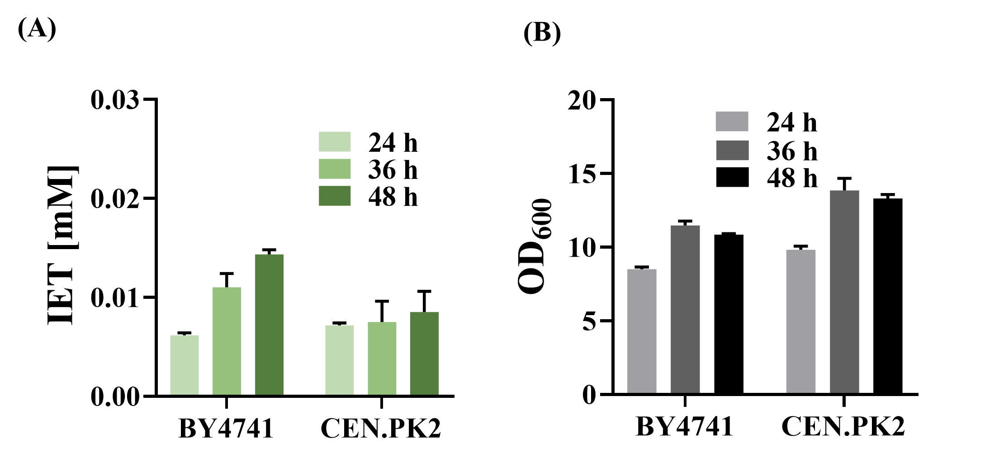 (A)
IET [mM]
0.03
0.02
0.01
0.00
24 h
36 h
48 h
BY4741
CEN.PK2
(B)
OD600
20
15
10
5
0
24 h
36 h
48 h
BY4741
CEN.PK2